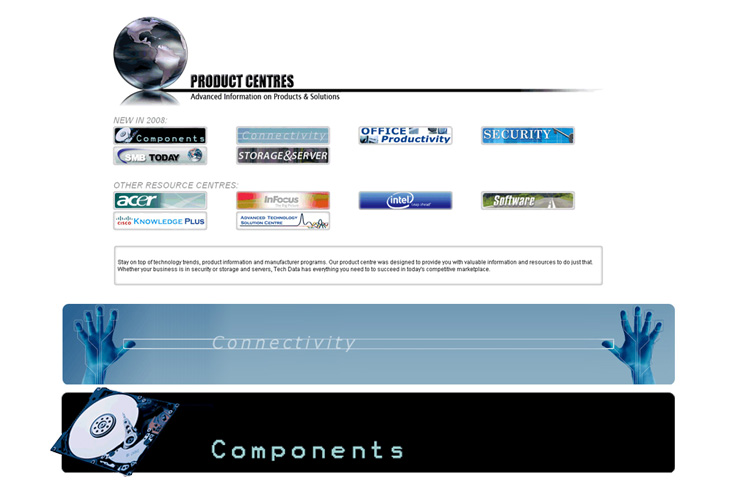 PRODUCT CENTRES
Advanced Information on Products & Solutions
NEW IN 2008:
Components
Connectivity
OFFICE Productivity
SECURITY
SMB TODAY
STORAGE&SERVER
OTHER RESOURCE CENTRES:
acer
InFocus
intel
Software
cisco KNOWLEDGE PLUS
ADVANCED TECHNOLOGY
SOLUTION CENTRE
Stay on top of technology trends, product information and manufacturer programs. Our product centre was designed to provide you with valuable information and resources to do just that.
Whether your business is in security or storage and servers, Tech Data has everything you need to to succeed in today's competitive marketplace.
Connectivity
Components